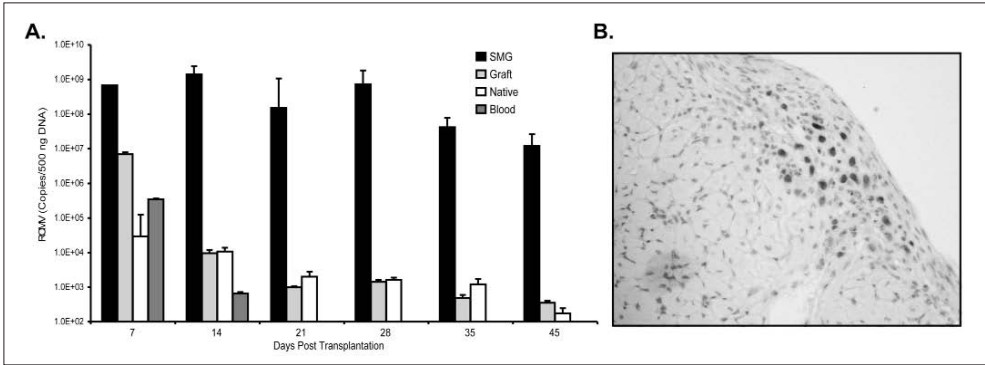 A.
B.
1.0E+10
1.0E+09
1.0E+08
1.0E+07
1.0E+06
1.0E+05
1.0E+04
1.0E+03
1.0E+02
RCMV (Copies/500 ng DNA)
SMG
Graft
Native
Blood
7 14 21 28 35 45
Days Post Transplantation